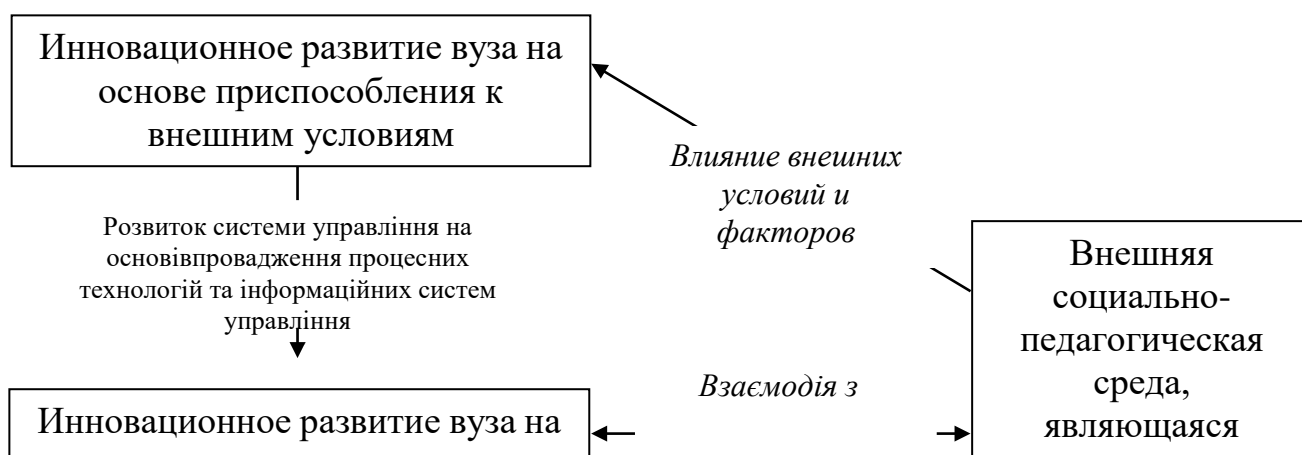 Инновационное развитие вуза на
основе приспособления к
внешним условиям
Влияние внешних
условий и
факторов
Розвиток системи управління на
основівпровадження процесних
технологій та інформаційних систем
управління
Внешняя
социально-
педагогическая
среда,
являющаяся
Взаємодія з
Инновационное развитие вуза на